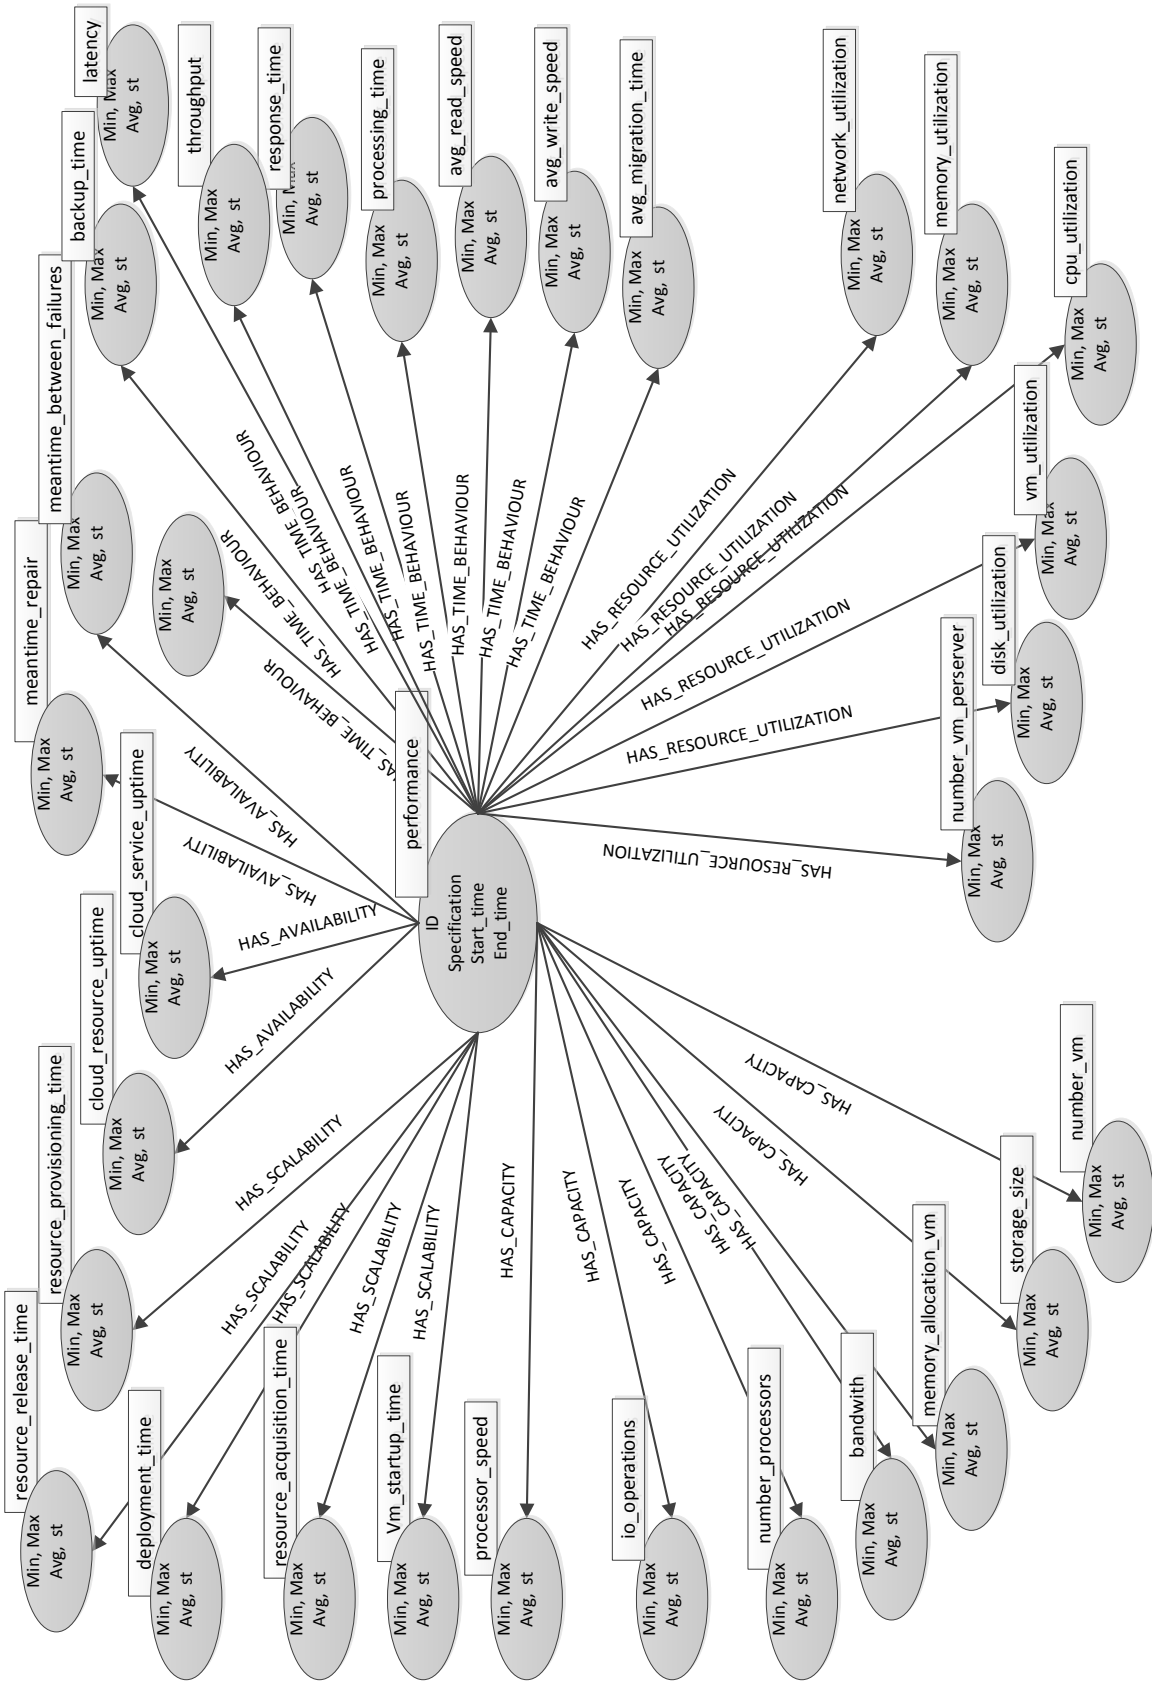 resource_release_time
Min, Max
Avg, st
resource_provisioning_time
Min, Max
Avg, st
cloud_resource_uptime
Min, Max
Avg, st
cloud_service_uptime
Min, Max
Avg, st
meantime_repair
Min, Max
Avg, st
meantime_between_failures
Min, Max
Avg, st
Min, Max
Avg, st
backup_time
Min, Max
Avg, st
latency
Min, Max
Avg, st
throughput
Min, Max
Avg, st
response_time
Min, Max
Avg, st
processing_time
Min, Max
Avg, st
avg_read_speed
Min, Max
Avg, st
avg_write_speed
Min, Max
Avg, st
avg_migration_time
Min, Max
Avg, st
deployment_time
Min, Max
Avg, st
resource_acquisition_time
Min, Max
Avg, st
Vm_startup_time
Min, Max
Avg, st
processor_speed
Min, Max
Avg, st
HAS_SCALABILITY
HAS_SCALABILITY
HAS_SCALABILITY
HAS_SCALABILITY
HAS_SCALABILITY
HAS_AVAILABILITY
HAS_AVAILABILITY
HAS_AVAILABILITY
HAS_AVAILABILITY
performance
ID
Specification
Start_time
End_time
HAS_TIME_BEHAVIOUR
HAS_TIME_BEHAVIOUR
HAS_TIME BEHAVIOUR
HAS_TIME_BEHAVIOUR
HAS_TIME_BEHAVIOUR
HAS_TIME_BEHAVIOUR
HAS_TIME_BEHAVIOUR
HAS_TIME_BEHAVIOUR
HAS_TIME_BEHAVIOUR
HAS_CAPACITY
HAS_CAPACITY
HAS_CAPACITY
HAS_CAPACITY
HAS_CAPACITY
HAS_CAPACITY
HAS_CAPACITY
HAS_RESOURCE_UTILIZATION
HAS_RESOURCE_UTILIZATION
HAS_RESOURCE_UTILIZATION
HAS_RESOURCE_UTILIZATION
HAS_RESOURCE_UTILIZATION
HAS_RESOURCE_UTILIZATION
io_operations
Min, Max
Avg, st
number_processors
Min, Max
Avg, st
bandwith
Min, Max
Avg, st
memory_allocation_vm
Min, Max
Avg, st
storage_size
Min, Max
Avg, st
number_vm
Min, Max
Avg, st
number_vm_perserver
Min, Max
Avg, st
disk_utilization
Min, Max
Avg, st
vm_utilization
Min, Max
Avg, st
network_utilization
Min, Max
Avg, st
memory_utilization
Min, Max
Avg, st
cpu_utilization
Min, Max
Avg, st